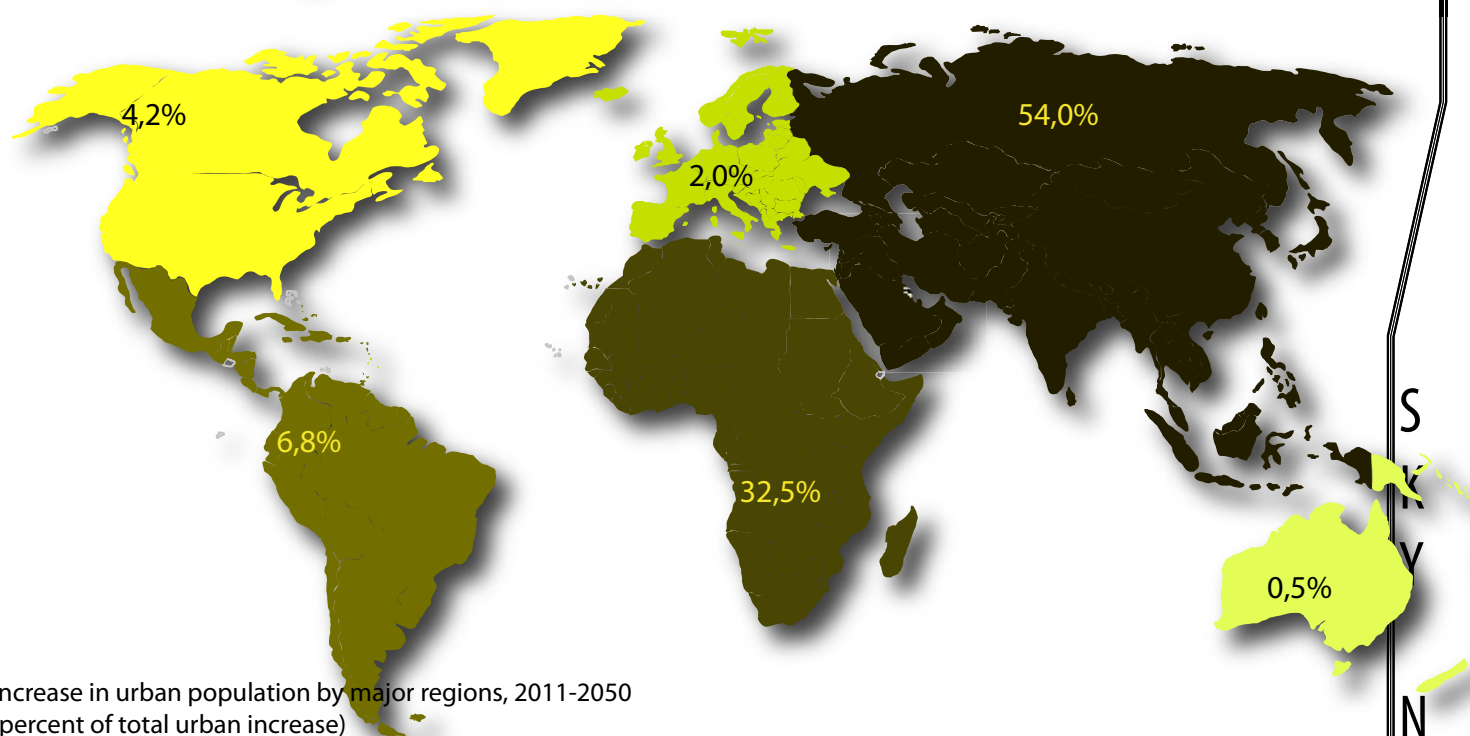 4,2%
54,0%
2,0%
6,8%
32,5%
0,5%
S
K
Y
N
ncrease in urban population by major regions, 2011-2050
percent of total urban increase)